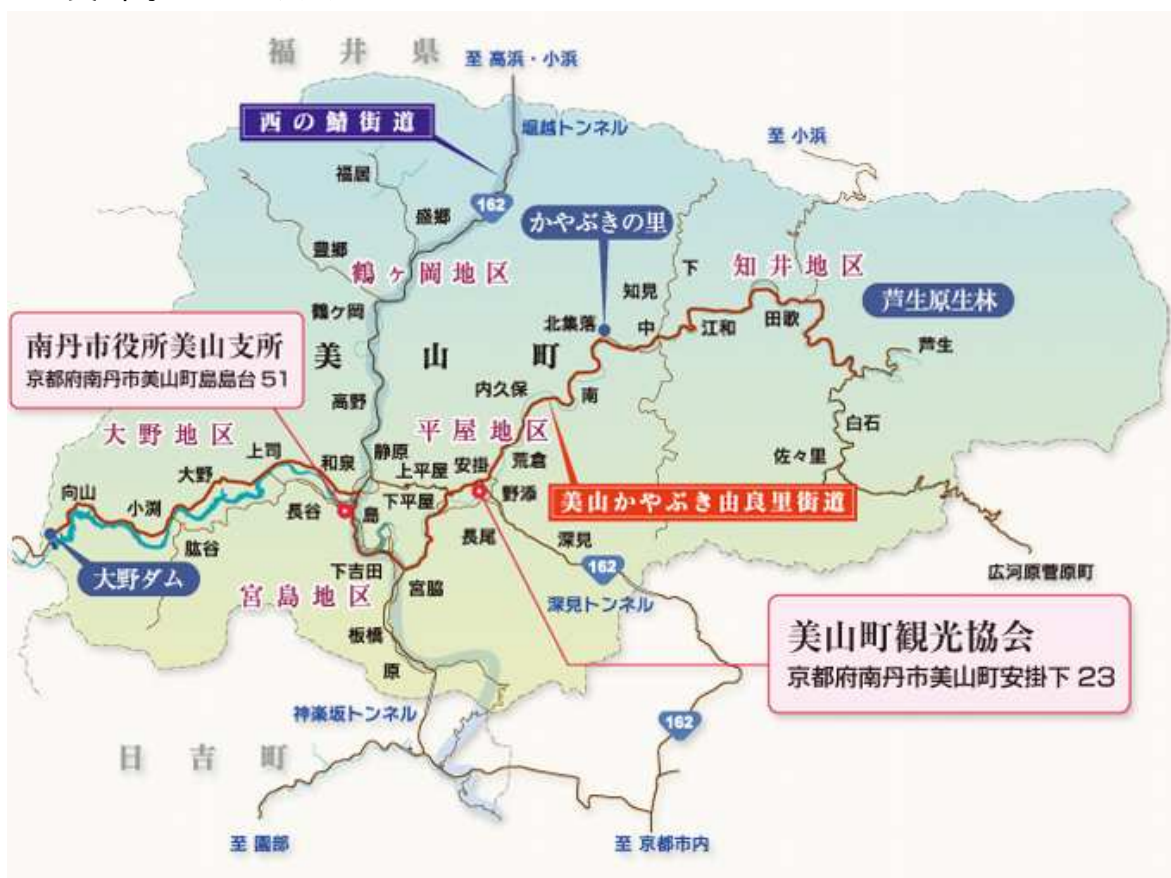 福井県
至 高浜・小浜
西の鯖街道
堀越トンネル
至 小浜
福居
162
盛郷
かやぶきの里
豊郷
鶴ヶ岡地区
下
知見
知井地区
芦生原生林
鶴ヶ岡
北集落
中
江和
田歌
芦生
南丹市役所美山支所
京都府南丹市美山町島島台 51
美山町
内久保
南
高野
大野地区
平屋地区
白石
上司
和泉
静原
上平屋
安掛
荒倉
佐々里
大野
向山
小渕
下平屋
野添
美山かやぶき由良里街道
長谷
島
長尾
深見
肱谷
大野ダム
下吉田
宮脇
162
広河原菅原町
宮島地区
深見トンネル
板橋
原
美山町観光協会
京都府南丹市美山町安掛下 23
神楽坂トンネル
162
日吉町
至 園部
至 京都市内